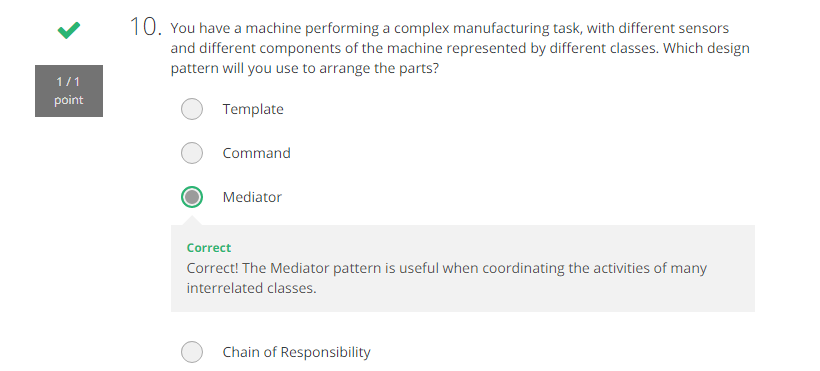 10. You have a machine performing a complex manufacturing task, with different sensors
and different components of the machine represented by different classes. Which design
pattern will you use to arrange the parts?
1 / 1
point
Template
Command
Mediator
Correct
Correct! The Mediator pattern is useful when coordinating the activities of many
interrelated classes.
Chain of Responsibility